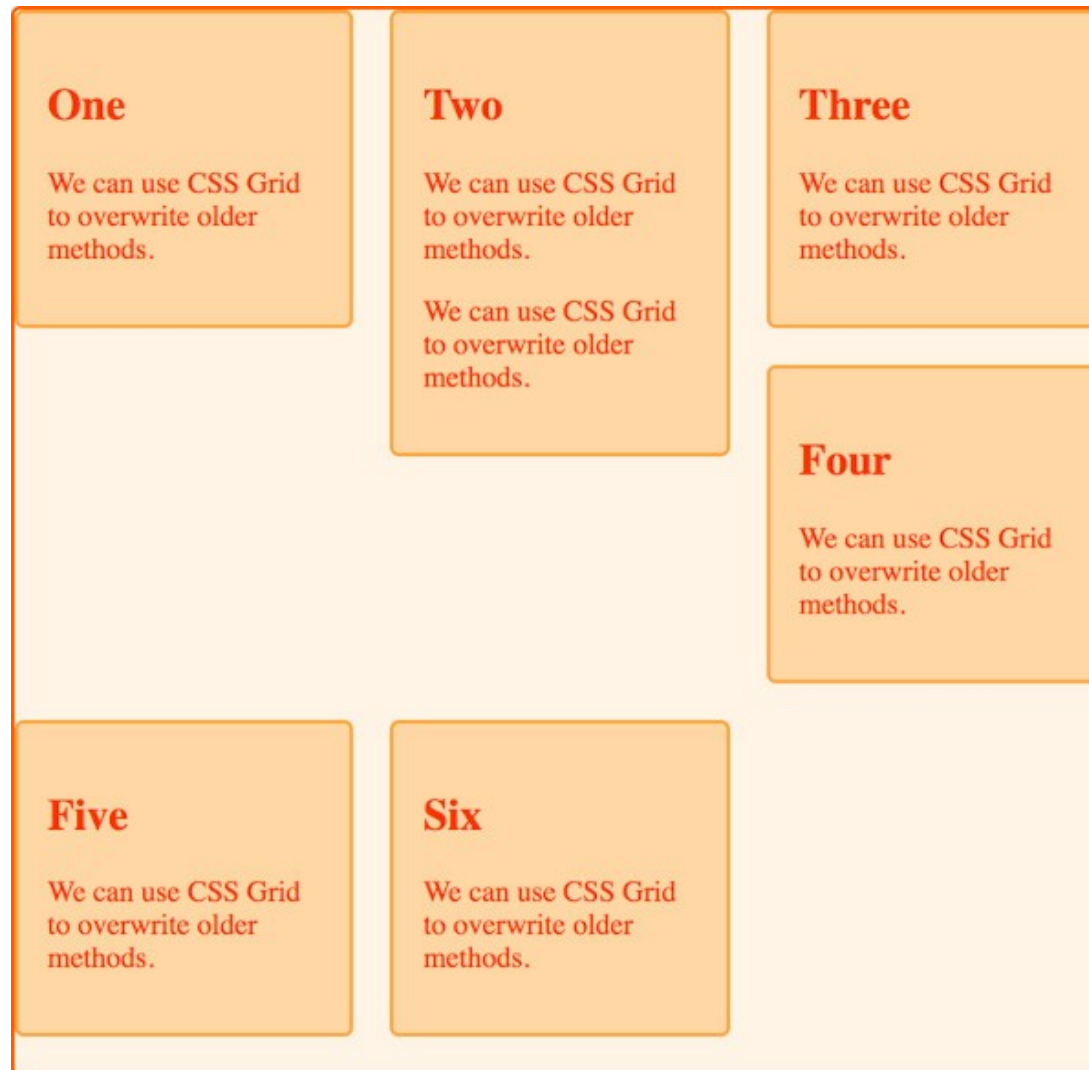 One
We can use CSS Grid
to overwrite older
methods.
Two
We can use CSS Grid
to overwrite older
methods.
We can use CSS Grid
to overwrite older
methods.
Three
We can use CSS Grid
to overwrite older
methods.
Four
We can use CSS Grid
to overwrite older
methods.
Five
We can use CSS Grid
to overwrite older
methods.
Six
We can use CSS Grid
to overwrite older
methods.